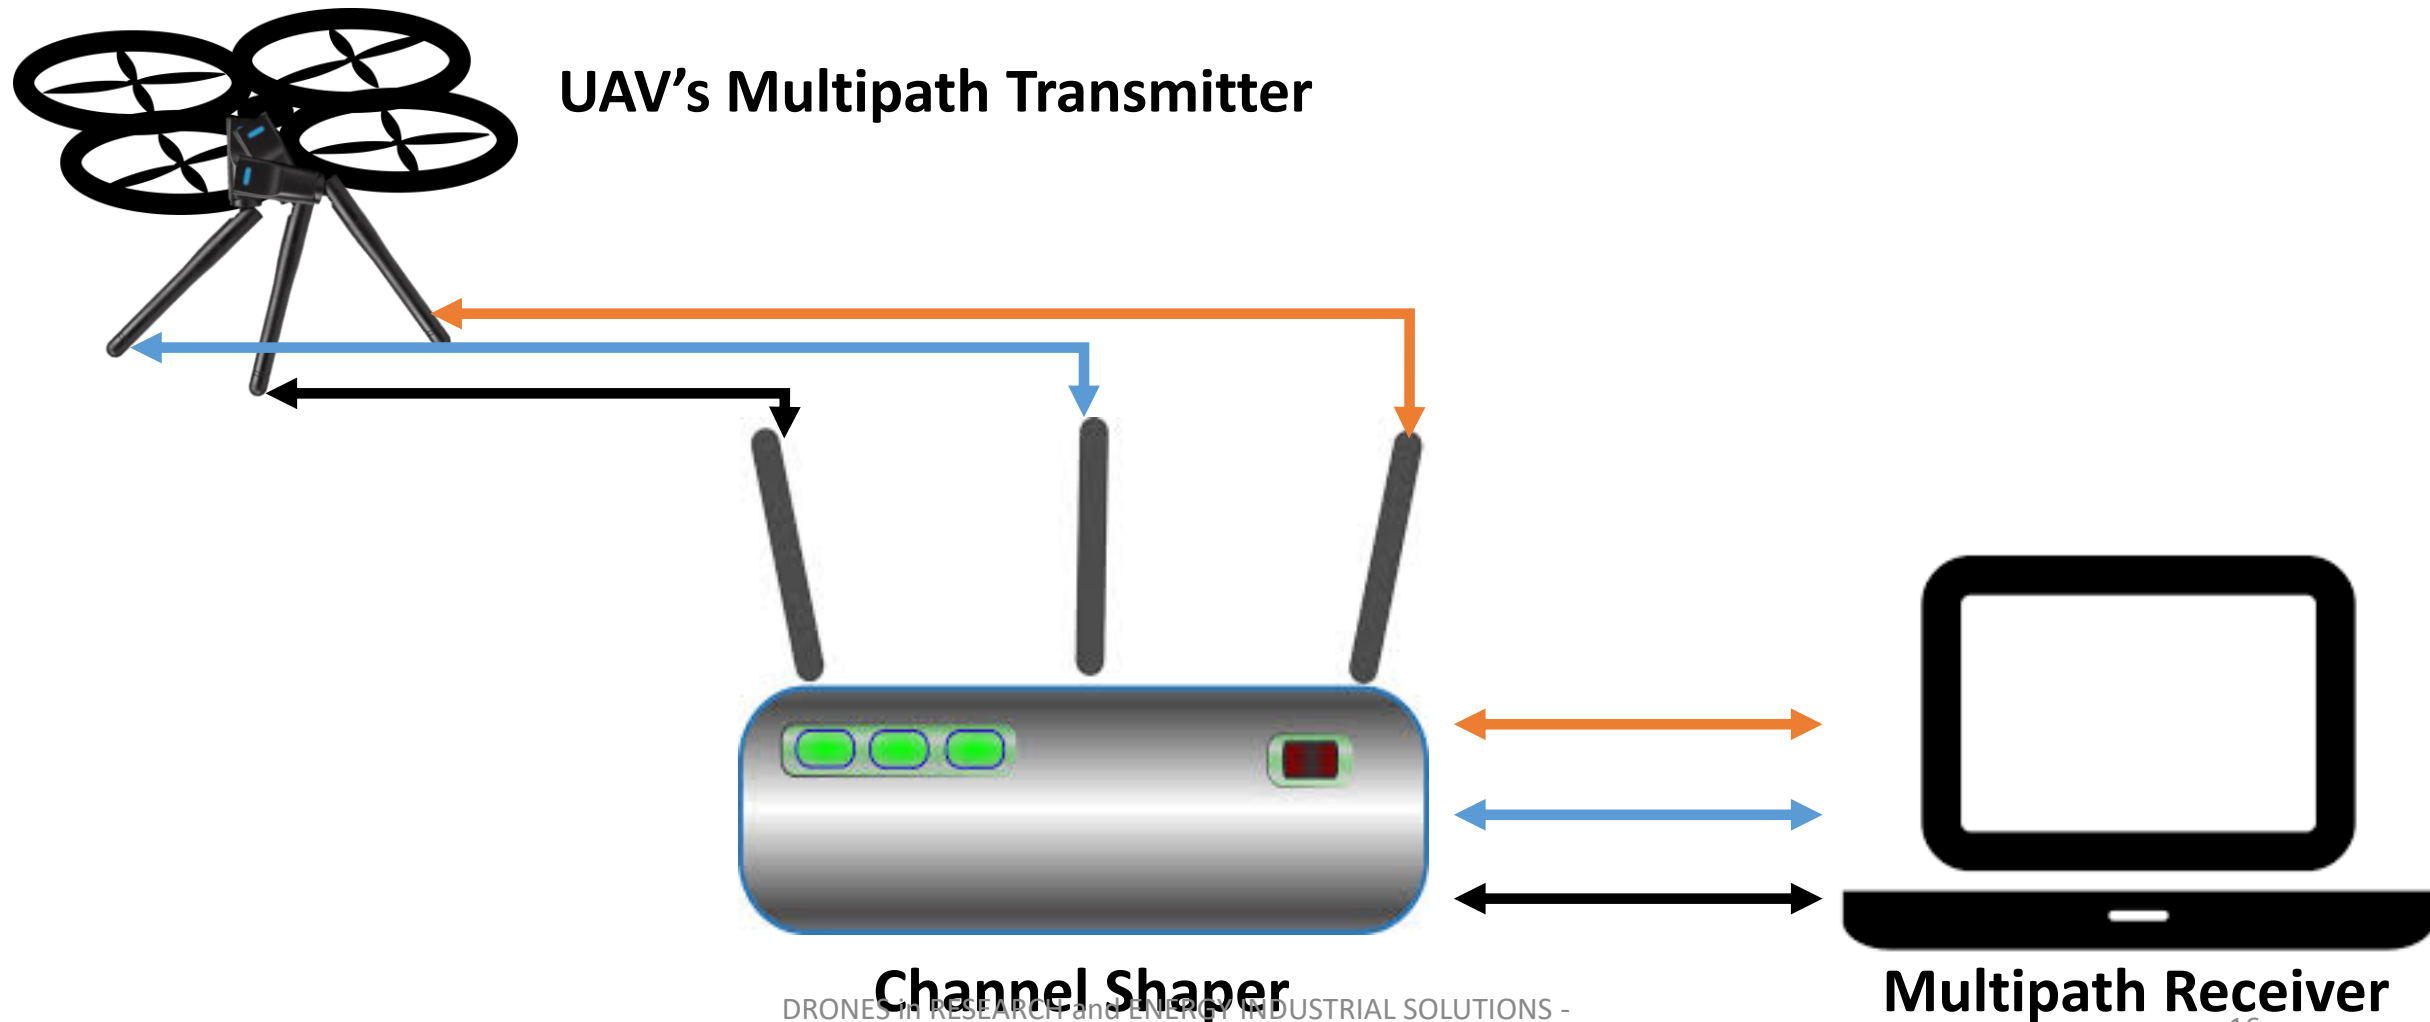 UAV’s Multipath Transmitter
Channel Shaper
Multipath Receiver
DRONES in RESEARCH and ENERGY INDUSTRIAL SOLUTIONS -